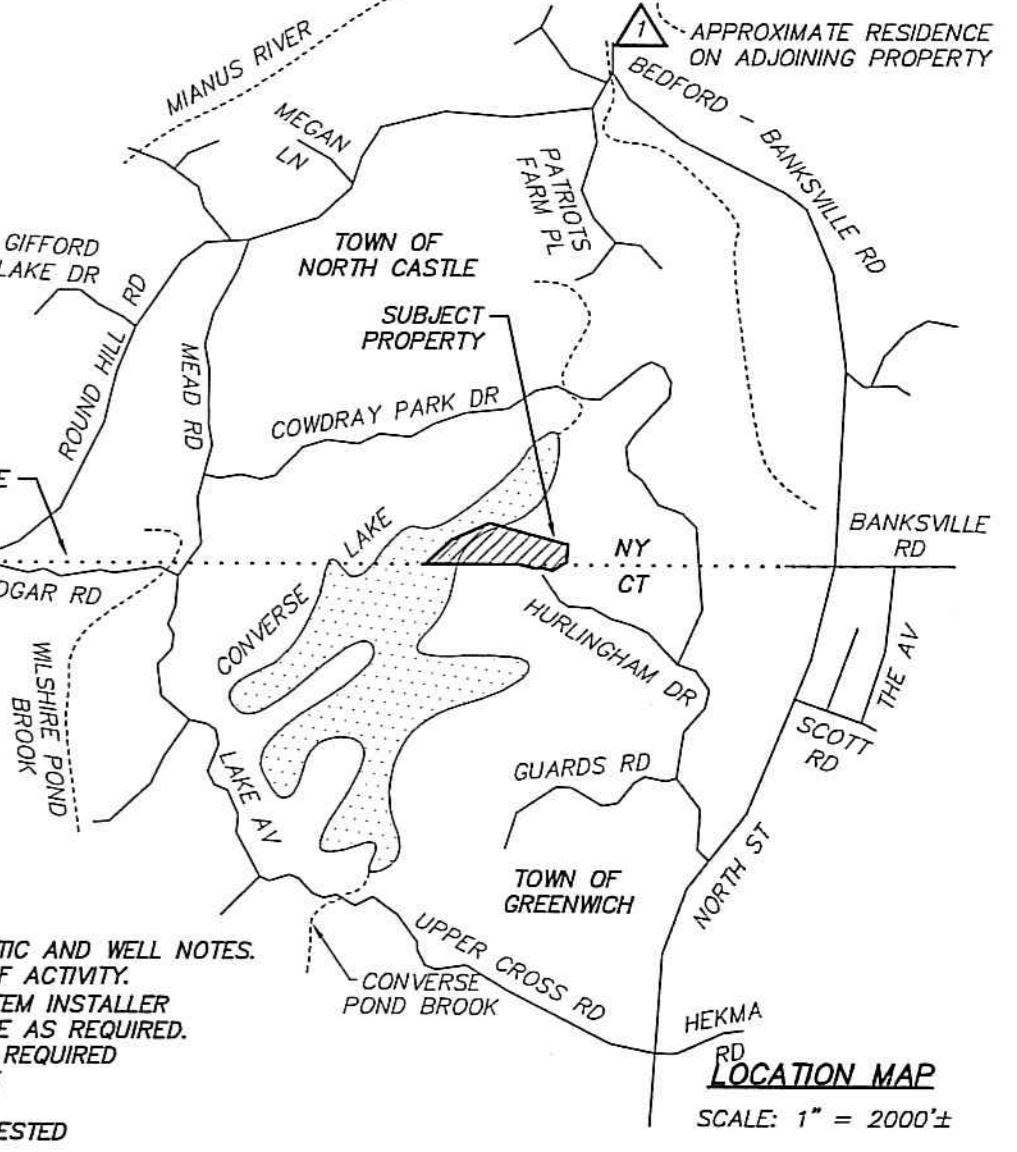 1
APPROXIMATE RESIDENCE
ON ADJOINING PROPERTY
MIANUS RIVER
BEDFORD - BANKSVILLE RD
MEGAN
LN
PATRIOTS
FARM PL
GIFFORD
LAKE DR
TOWN OF
NORTH CASTLE
ROUND HILL RD
SUBJECT
PROPERTY
MEAD RD
COWDRAY PARK DR
E
CONVERSE LAKE
NY
CT
BANKSVILLE
RD
DGAR RD
HURLINGHAM DR
THE AV
WILSHIRE POND
BROOK
SCOTT
RD
LAKE AV
GUARDS RD
NORTH ST
TOWN OF
GREENWICH
TIC AND WELL NOTES.
F ACTIVITY.
TEM INSTALLER
E AS REQUIRED.
REQUIRED
ESTED
UPPER CROSS RD
CONVERSE
POND BROOK
HEKMA
RD
LOCATION MAP
SCALE: 1" = 2000'±